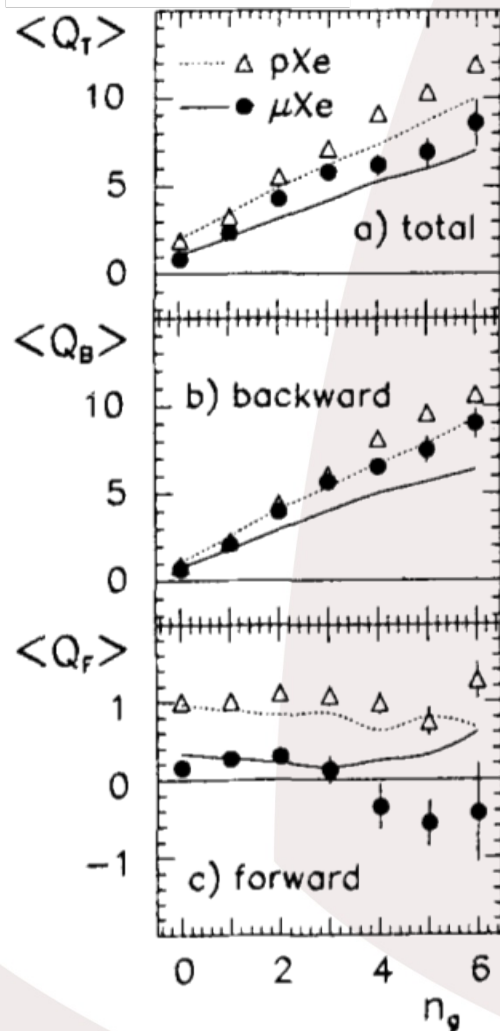 <Q_T>
△ pXe
● μXe
10
5
a) total
0
<Q_B>
b) backward
10
5
0
<Q_F>
1
0
−1
c) forward
0 2 4 6
n_g